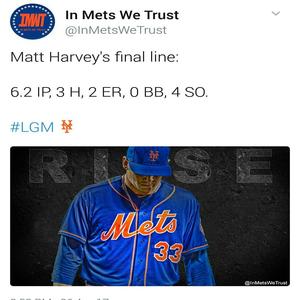 IMWT
In Mets We Trust
@InMetsWeTrust
Matt Harvey's final line:
6.2 IP, 3 H, 2 ER, 0 BB, 4 SO.
#LGM NY
RISE
Mets
33
@InMetsWeTrust